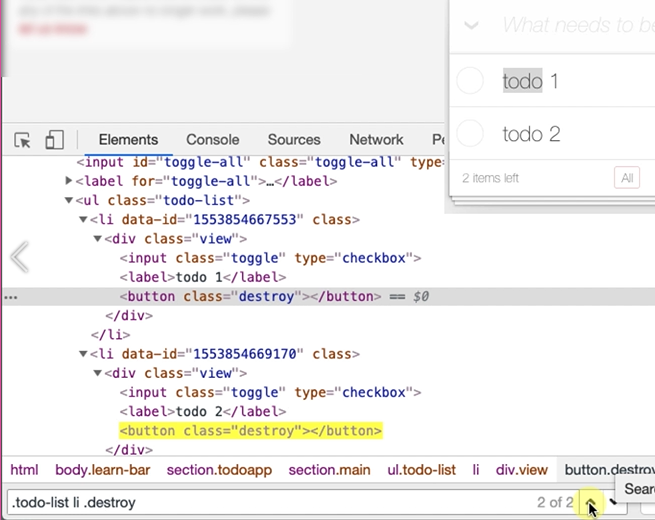 let us know
What needs to be
todo 1
todo 2
2 items left
All
Elements
Console
Sources
Network
<input id="toggle-all" class="toggle-all" type=
▶<label for="toggle-all">…</label>
▼<ul class="todo-list">
▼<li data-id="1553854667553" class>
▼<div class="view">
<input class="toggle" type="checkbox">
<label>todo 1</label>
... <button class="destroy"></button> == $0
</div>
</li>
▼<li data-id="1553854669170" class>
▼<div class="view">
<input class="toggle" type="checkbox">
<label>todo 2</label>
<button class="destroy"></button>
</div>
html body.learn-bar section.todoapp section.main ul.todo-list li div.view button.destroy
Sear
.todo-list li .destroy 2 of 2